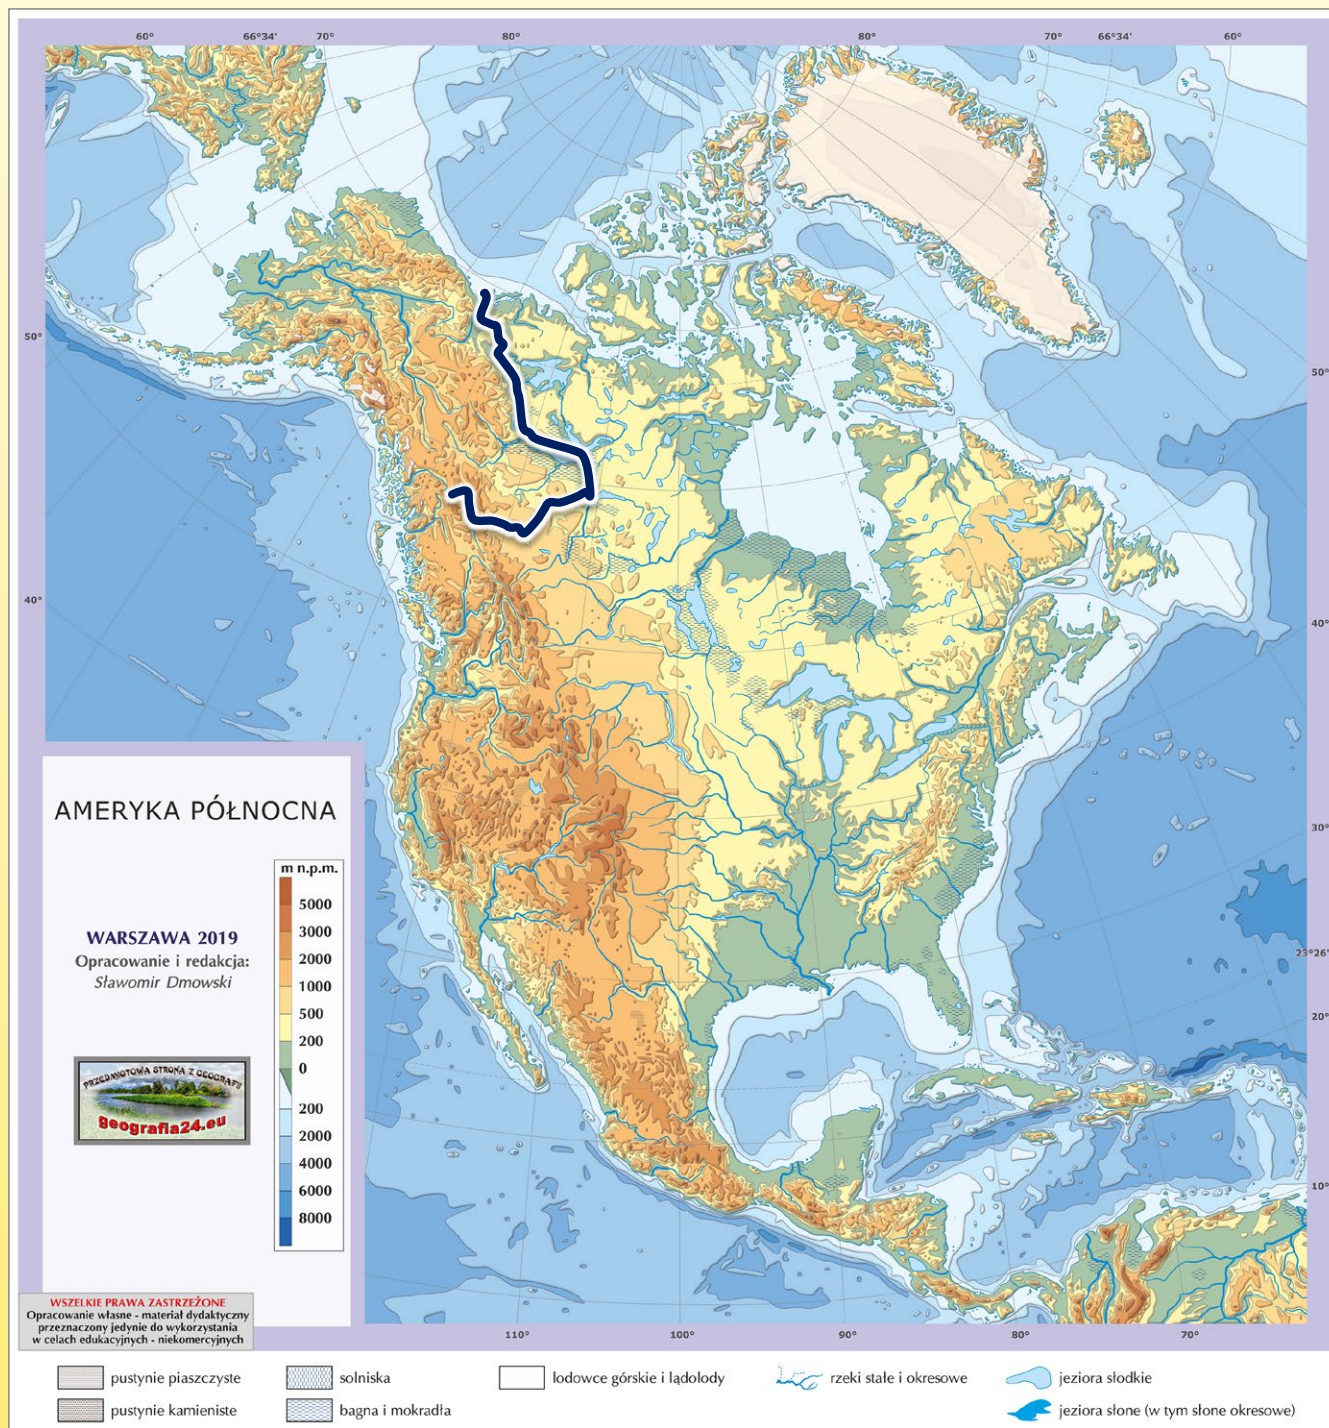 60° 66°34' 70° 80° 80° 70° 66°34' 60°
50°
50°
40°
40°
30°
23°26'
20°
10°
AMERYKA PÓŁNOCNA
m n.p.m.
5000
3000
2000
1000
500
200
0
200
2000
4000
6000
8000
WARSZAWA 2019
Opracowanie i redakcja:
Sławomir Dmowski
PRZEDMIOTOWA STRONA Z GEOGRAFII
geografia24.eu
WSZELKIE PRAWA ZASTRZEŻONE
Opracowanie własne - materiał dydaktyczny
przeznaczony jedynie do wykorzystania
w celach edukacyjnych - niekomercyjnych
110° 100° 90° 80° 70°
pustynie piaszczyste
solniska
lodowce górskie i lądolody
rzeki stałe i okresowe
jeziora słodkie
pustynie kamieniste
bagna i mokradła
jeziora słone (w tym słone okresowe)